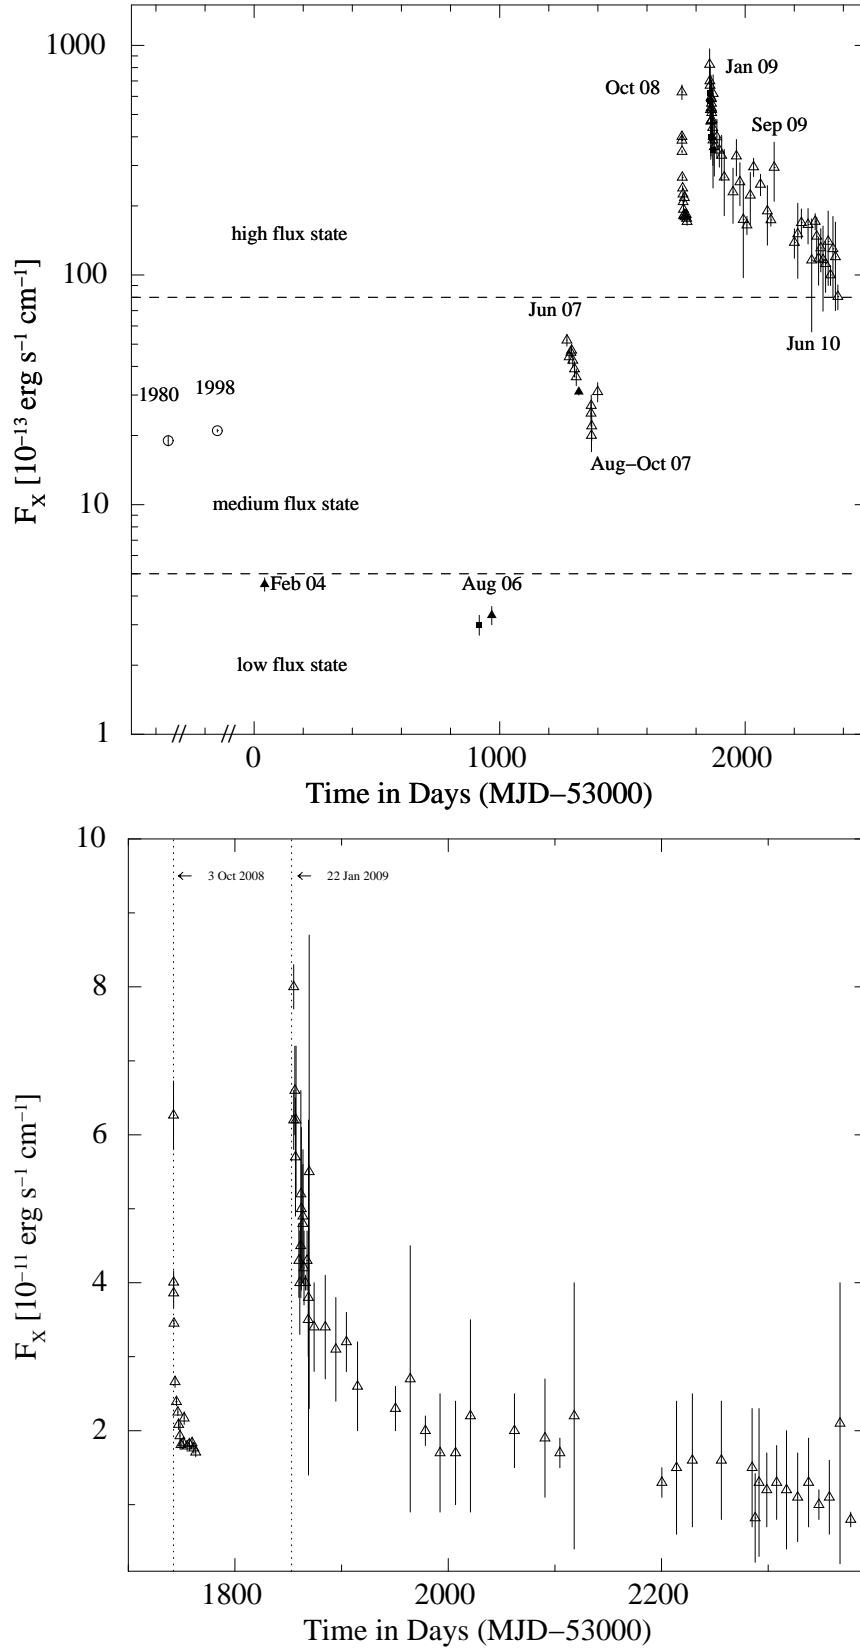 1000
Jan 09
Oct 08
Sep 09
high flux state
100
Jun 07
Jun 10
1980
1998
Aug−Oct 07
medium flux state
10
Feb 04
Aug 06
low flux state
1
F_X [10^−13 erg s^−1 cm^−1]
0 1000 2000
Time in Days (MJD−53000)
10
3 Oct 2008
22 Jan 2009
8
6
4
2
F_X [10^−11 erg s^−1 cm^−1]
1800 2000 2200
Time in Days (MJD−53000)